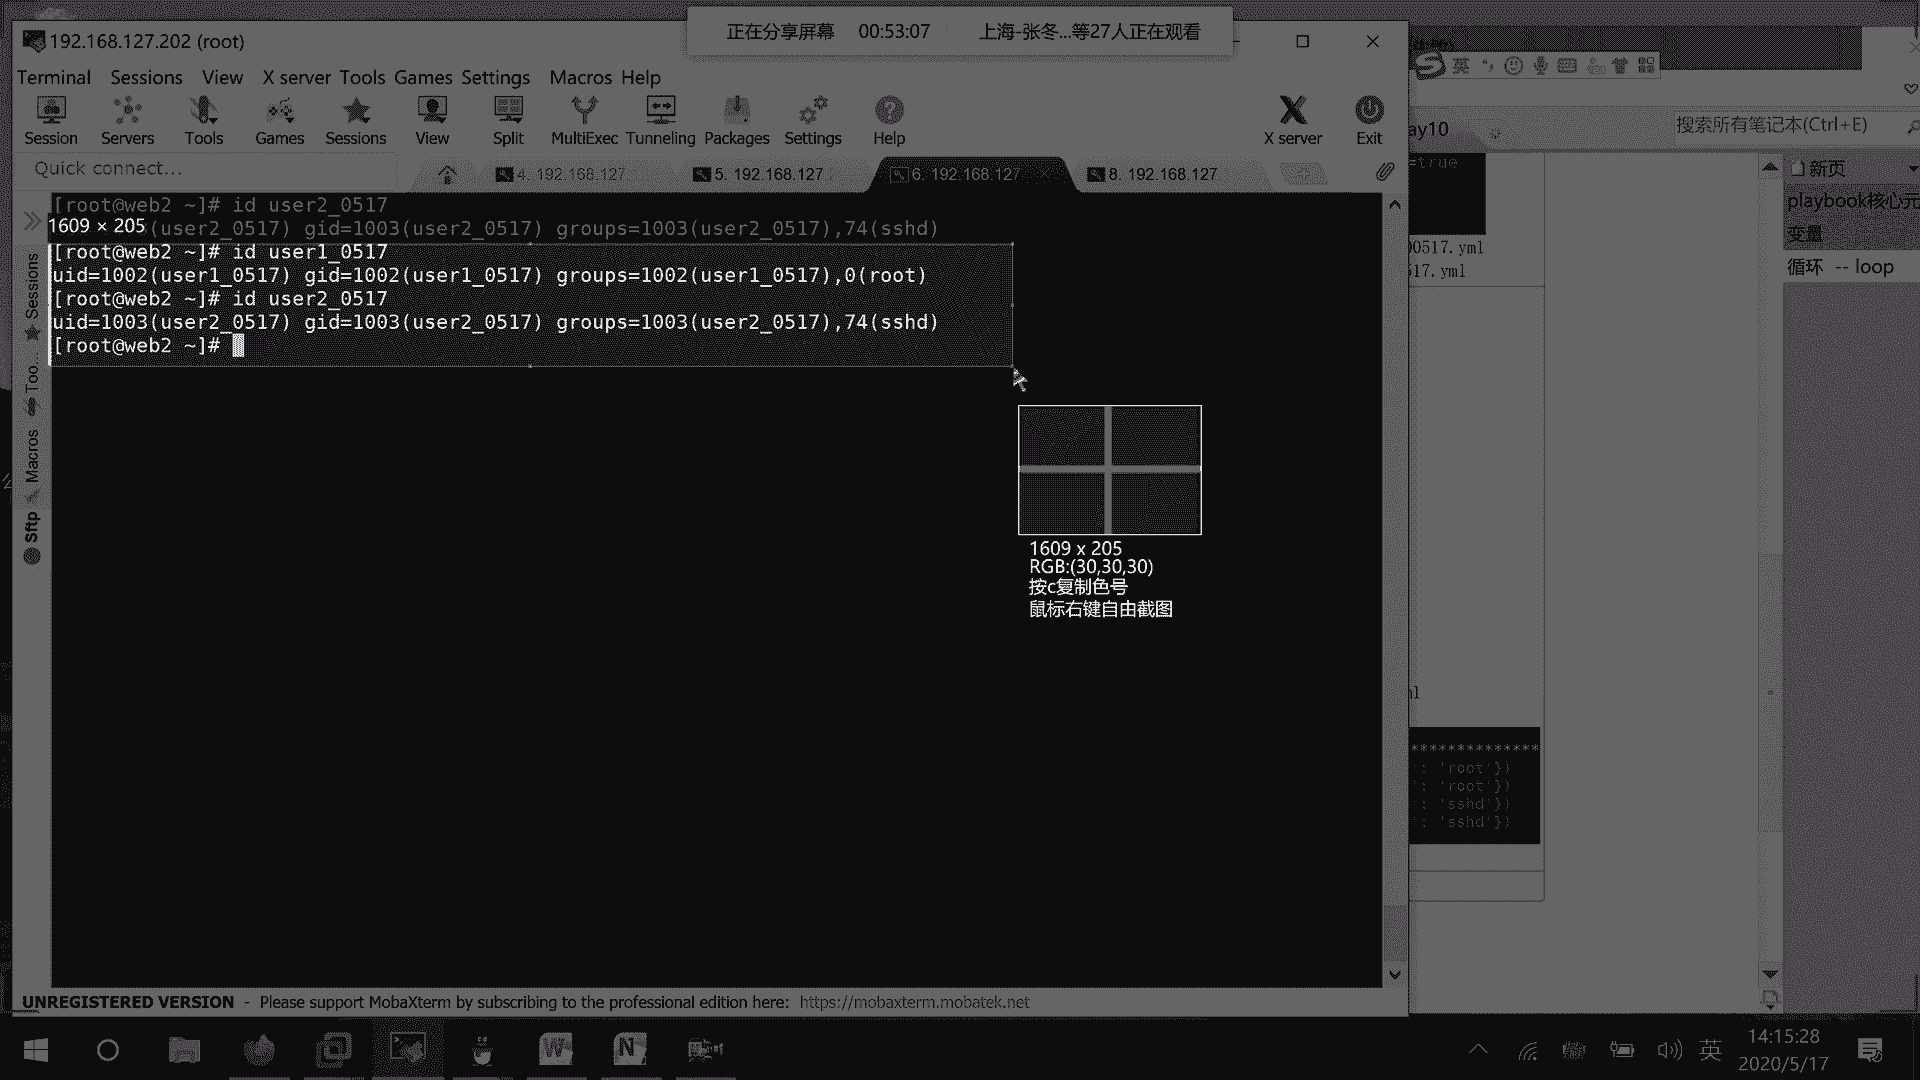 正在分享屏幕 00:53:07 上海-张冬...等27人正在观看
192.168.127.202 (root)
Terminal Sessions View X server Tools Games Settings Macros Help
英
Session Servers Tools Games Sessions View Split MultiExec Tunneling Packages Settings Help X server Exit
ay10
搜索所有笔记本(Ctrl+E)
Quick connect...
4. 192.168.127
5. 192.168.127
6. 192.168.127
8. 192.168.127
=true
新页
playbook核心元
变量
循环 -- loop
00517.yml
517.yml
[root@web2 ~]# id user2_0517
1609 × 205
(user2_0517) gid=1003(user2_0517) groups=1003(user2_0517),74(sshd)
[root@web2 ~]# id user1_0517
uid=1002(user1_0517) gid=1002(user1_0517) groups=1002(user1_0517),0(root)
[root@web2 ~]# id user2_0517
uid=1003(user2_0517) gid=1003(user2_0517) groups=1003(user2_0517),74(sshd)
[root@web2 ~]#
Sessions
Too...
Macros
Sftp
1609 x 205
RGB:(30,30,30)
按c复制色号
鼠标右键自由截图
**************
': 'root'})
': 'root'})
': 'sshd'})
': 'sshd'})
UNREGISTERED VERSION - Please support MobaXterm by subscribing to the professional edition here: https://mobaxterm.mobatek.net
英
14:15:28
2020/5/17